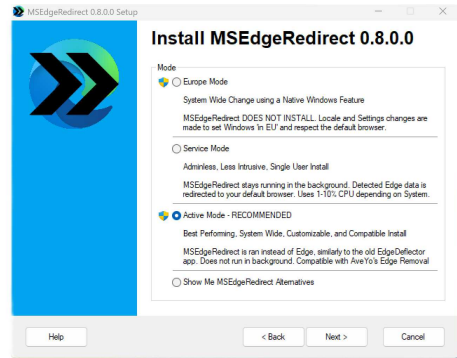 MSEdgeRedirect 0.8.0.0 Setup
Install MSEdgeRedirect 0.8.0.0
Mode
Europe Mode
System Wide Change using a Native Windows Feature
MSEdgeRedirect DOES NOT INSTALL. Locale and Settings changes are
made to set Windows 'in EU' and respect the default browser.
Service Mode
Adminless, Less Intrusive, Single User Install
MSEdgeRedirect stays running in the background. Detected Edge data is
redirected to your default browser. Uses 1-10% CPU depending on System.
Active Mode - RECOMMENDED
Best Performing, System Wide, Customizable, and Compatible Install
MSEdgeRedirect is ran instead of Edge, similarly to the old EdgeDeflector
app. Does not run in background. Compatible with AveYo's Edge Removal
Show Me MSEdgeRedirect Alternatives
Help
< Back
Next >
Cancel